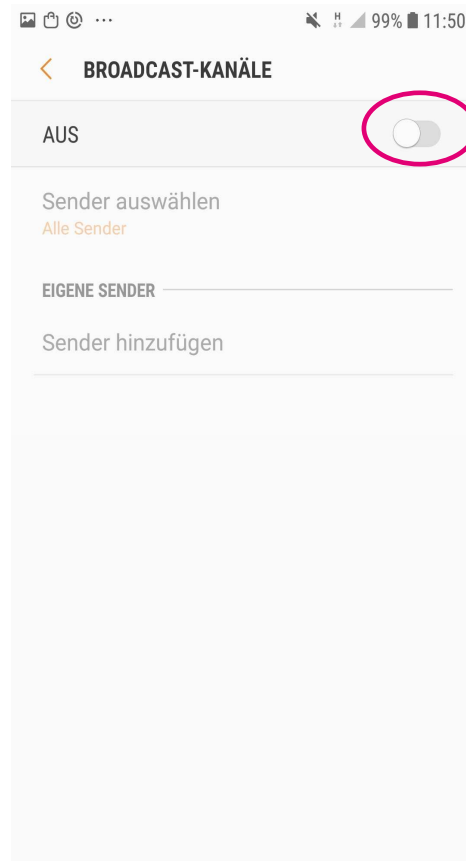 ... H 99% 11:50
BROADCAST-KANÄLE
AUS
Sender auswählen
Alle Sender
EIGENE SENDER
Sender hinzufügen